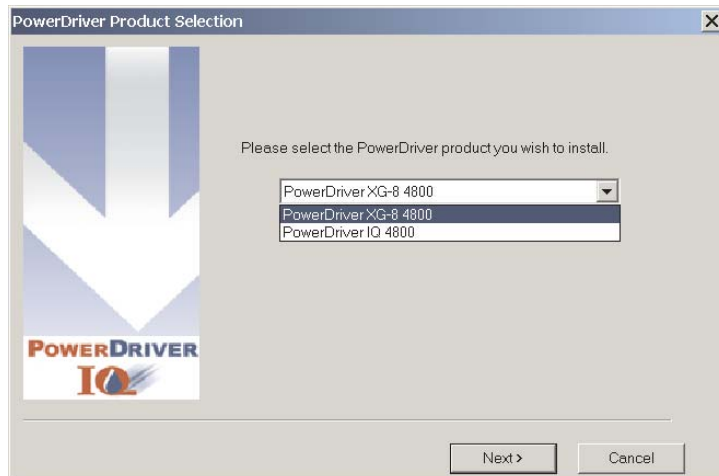 PowerDriver Product Selection
Please select the PowerDriver product you wish to install.
PowerDriver XG-8 4800
PowerDriver XG-8 4800
PowerDriver IQ 4800
POWERDRIVER
IQ
Next >
Cancel